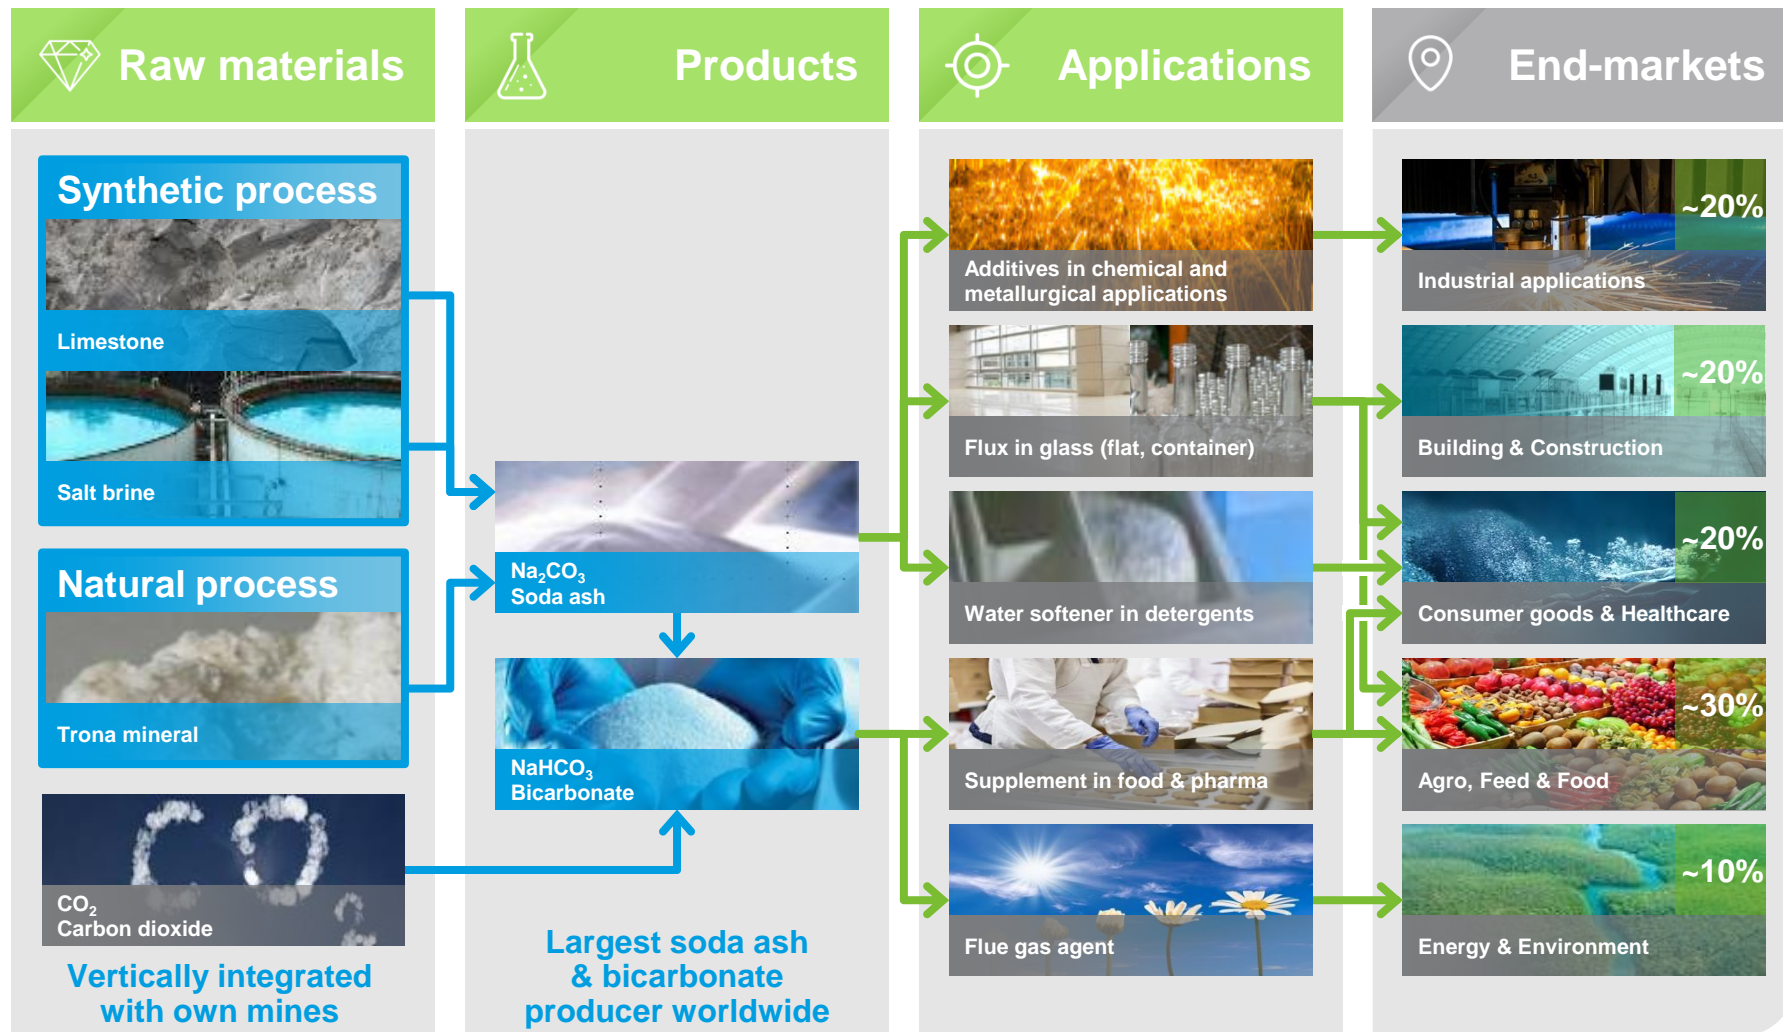 Raw materials
Products
Applications
End-markets
Synthetic process
Limestone
Salt brine
Natural process
Trona mineral
CO₂
Carbon dioxide
Vertically integrated
with own mines
Na₂CO₃
Soda ash
NaHCO₃
Bicarbonate
Largest soda ash
& bicarbonate
producer worldwide
Additives in chemical and
metallurgical applications
Flux in glass (flat, container)
Water softener in detergents
Supplement in food & pharma
Flue gas agent
~20%
Industrial applications
~20%
Building & Construction
~20%
Consumer goods & Healthcare
~30%
Agro, Feed & Food
~10%
Energy & Environment